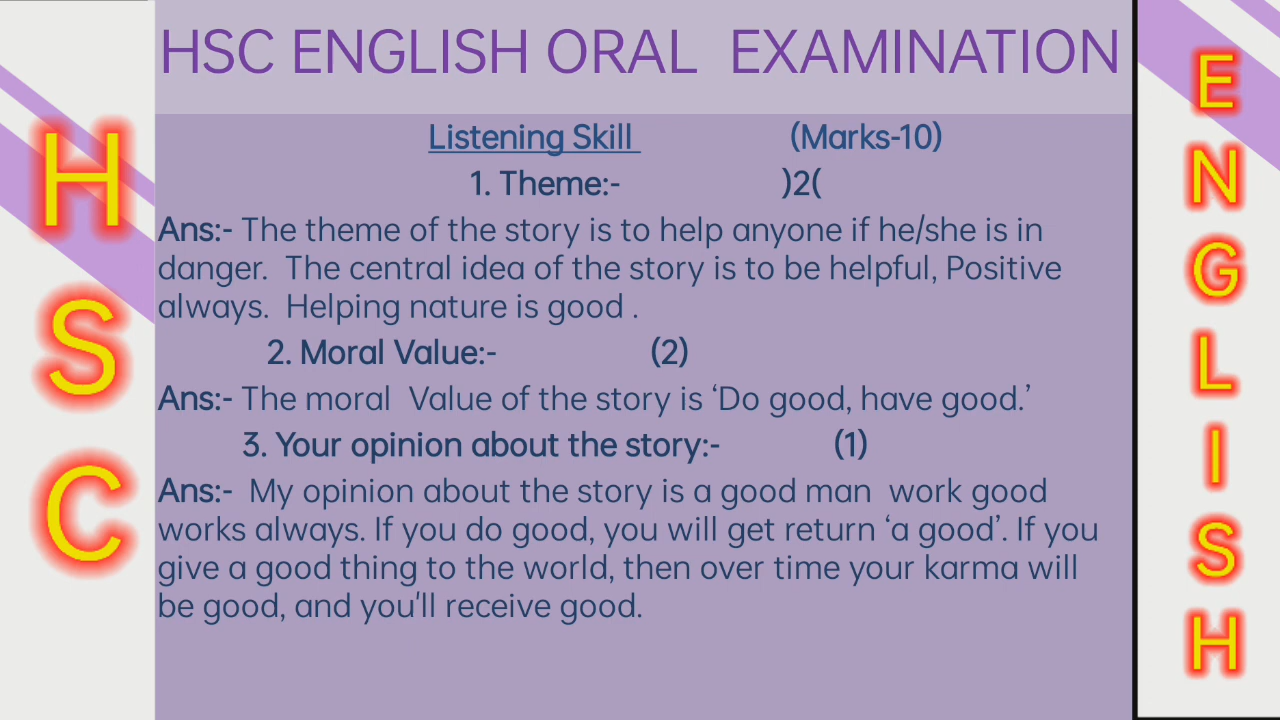 HSC ENGLISH ORAL EXAMINATION
Listening Skill (Marks-10)
1. Theme:- )2(
Ans:- The theme of the story is to help anyone if he/she is in
danger. The central idea of the story is to be helpful, Positive
always. Helping nature is good .
2. Moral Value:- (2)
Ans:- The moral Value of the story is ‘Do good, have good.’
3. Your opinion about the story:- (1)
Ans:- My opinion about the story is a good man work good
works always. If you do good, you will get return ‘a good’. If you
give a good thing to the world, then over time your karma will
be good, and you'll receive good.
H
S
C
E
N
G
L
I
S
H